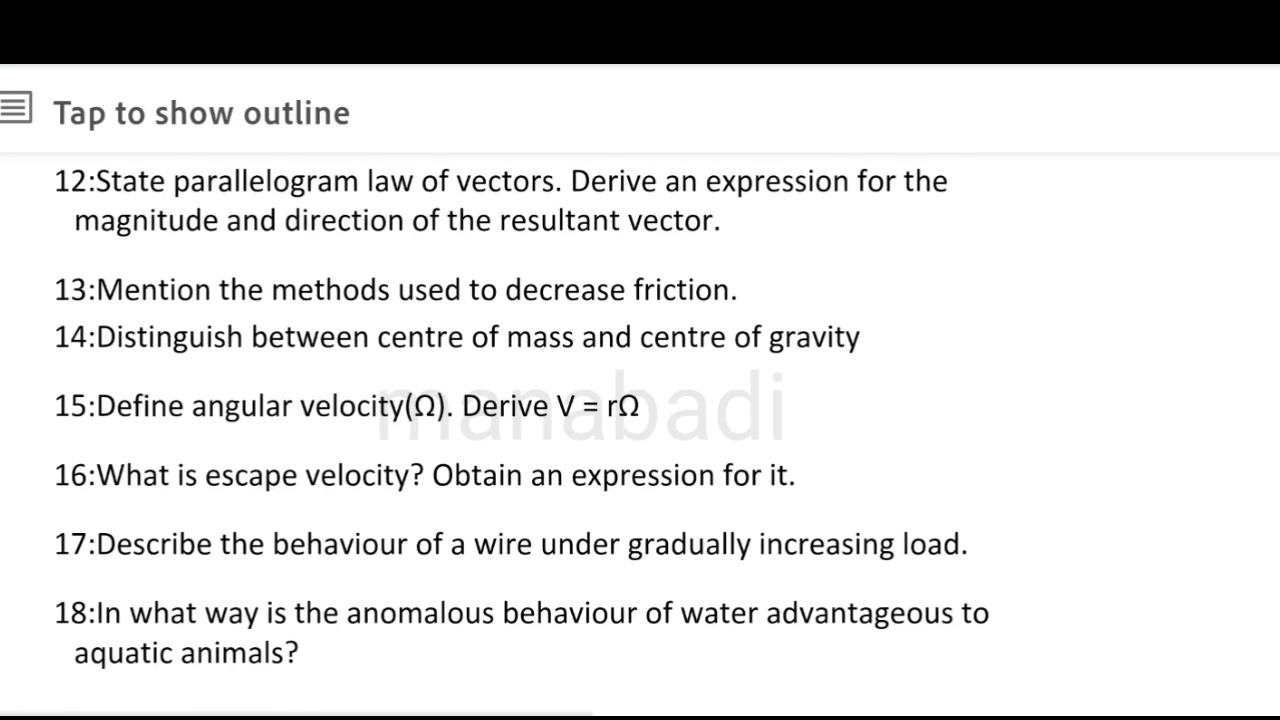 Tap to show outline
12:State parallelogram law of vectors. Derive an expression for the
magnitude and direction of the resultant vector.
13:Mention the methods used to decrease friction.
14:Distinguish between centre of mass and centre of gravity
manabadi
15:Define angular velocity(Ω). Derive V = rΩ
16:What is escape velocity? Obtain an expression for it.
17:Describe the behaviour of a wire under gradually increasing load.
18:In what way is the anomalous behaviour of water advantageous to
aquatic animals?